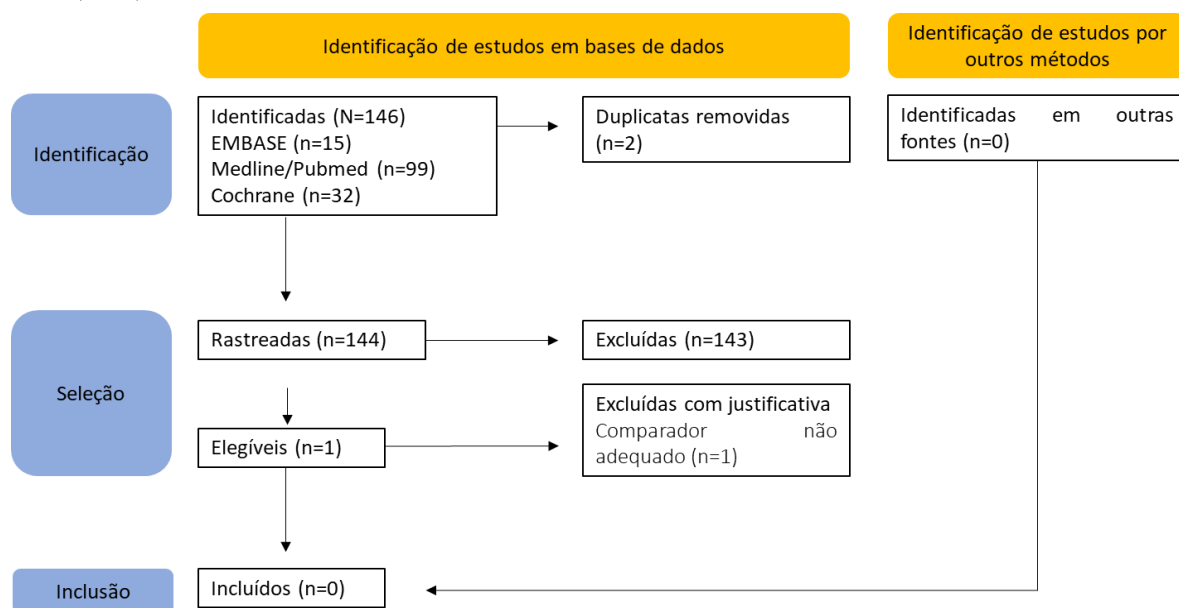 Identificação de estudos em bases de dados
Identificação de estudos por
outros métodos
Identificação
Identificadas (N=146)
EMBASE (n=15)
Medline/Pubmed (n=99)
Cochrane (n=32)
Duplicatas removidas
(n=2)
Identificadas em outras
fontes (n=0)
Seleção
Rastreadas (n=144)
Excluídas (n=143)
Elegíveis (n=1)
Excluídas com justificativa
Comparador não
adequado (n=1)
Inclusão
Incluídos (n=0)